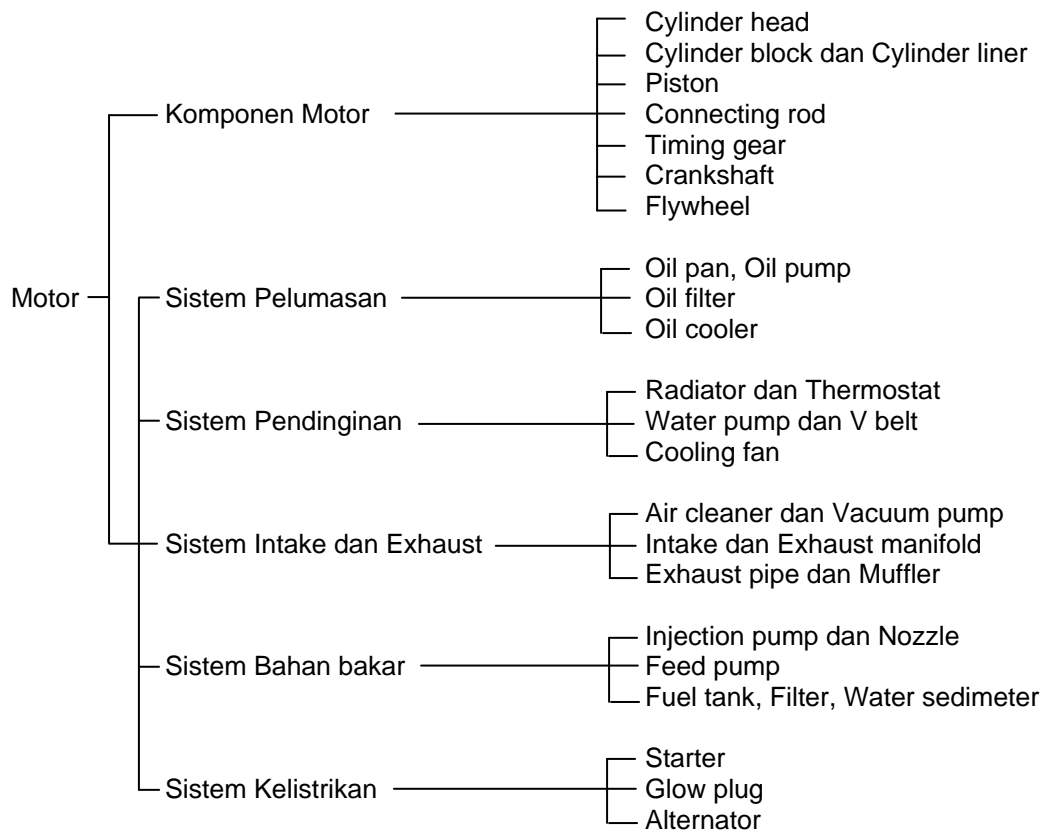 Cylinder head
Cylinder block dan Cylinder liner
Piston
Komponen Motor
Connecting rod
Timing gear
Crankshaft
Flywheel
Oil pan, Oil pump
Motor
Sistem Pelumasan
Oil filter
Oil cooler
Radiator dan Thermostat
Sistem Pendinginan
Water pump dan V belt
Cooling fan
Air cleaner dan Vacuum pump
Sistem Intake dan Exhaust
Intake dan Exhaust manifold
Exhaust pipe dan Muffler
Injection pump dan Nozzle
Sistem Bahan bakar
Feed pump
Fuel tank, Filter, Water sedimeter
Starter
Sistem Kelistrikan
Glow plug
Alternator